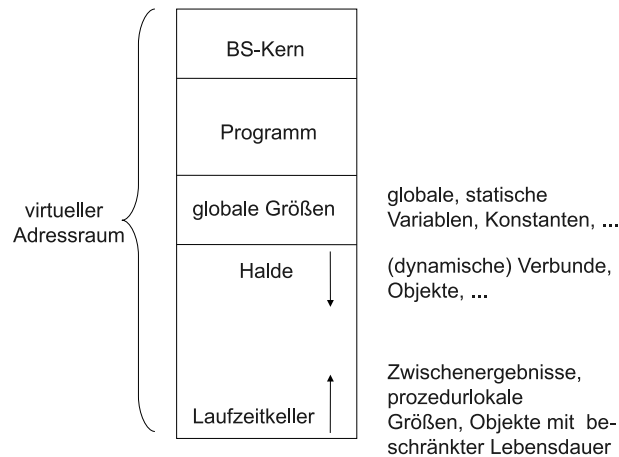 BS-Kern
Programm
virtueller
Adressraum
globale Größen
globale, statische
Variablen, Konstanten, ...
Halde
(dynamische) Verbunde,
Objekte, ...
Laufzeitkeller
Zwischenergebnisse,
prozedurlokale
Größen, Objekte mit be-
schränkter Lebensdauer